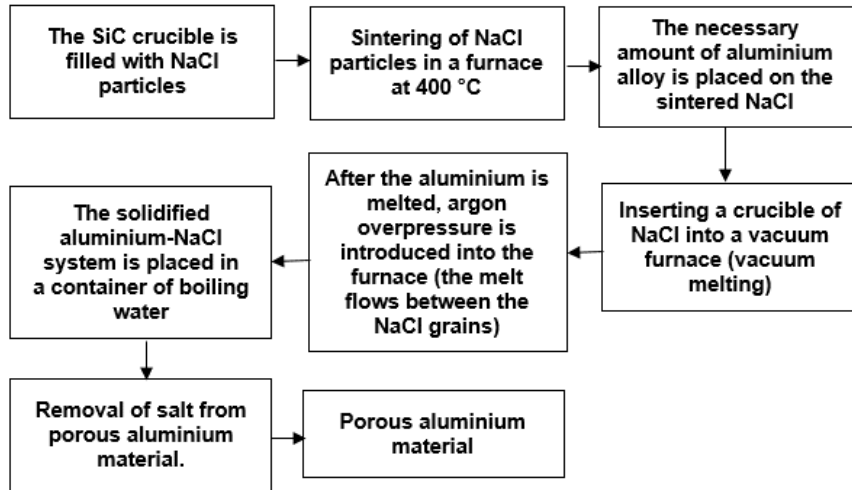 The SiC crucible is
filled with NaCl
particles
Sintering of NaCl
particles in a furnace
at 400 °C
The necessary
amount of aluminium
alloy is placed on the
sintered NaCl
Inserting a crucible of
NaCl into a vacuum
furnace (vacuum
melting)
After the aluminium is
melted, argon
overpressure is
introduced into the
furnace (the melt
flows between the
NaCl grains)
The solidified
aluminium-NaCl
system is placed in
a container of boiling
water
Removal of salt from
porous aluminium
material.
Porous aluminium
material